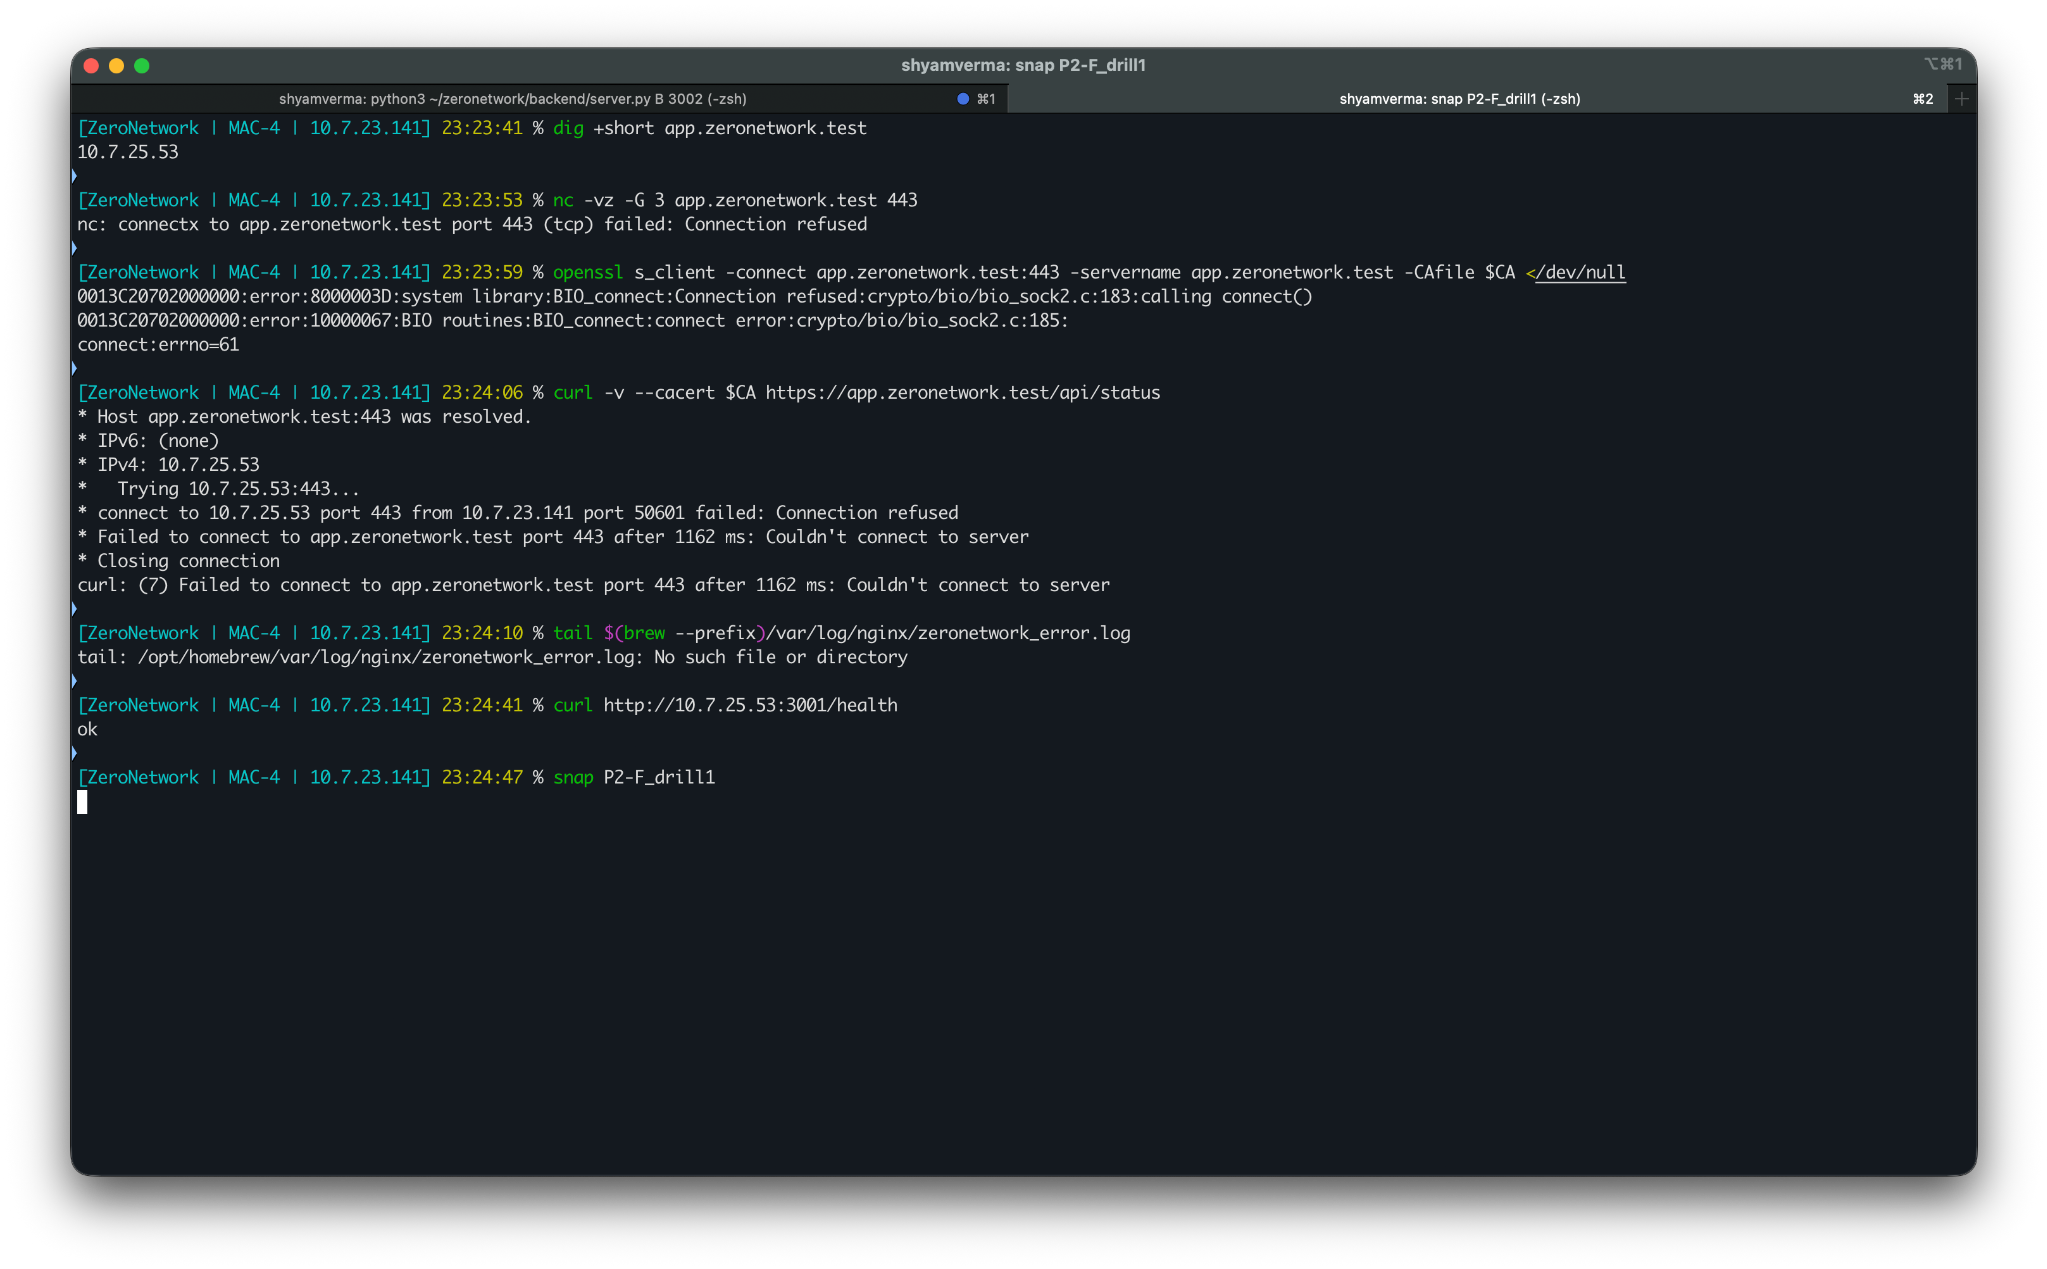 shyamverma: snap P2-F_drill1
⌥⌘1
shyamverma: python3 ~/zeronetwork/backend/server.py B 3002 (-zsh)
⌘1
shyamverma: snap P2-F_drill1 (-zsh)
⌘2
[ZeroNetwork | MAC-4 | 10.7.23.141] 23:23:41 % dig +short app.zeronetwork.test
10.7.25.53
[ZeroNetwork | MAC-4 | 10.7.23.141] 23:23:53 % nc -vz -G 3 app.zeronetwork.test 443
nc: connectx to app.zeronetwork.test port 443 (tcp) failed: Connection refused
[ZeroNetwork | MAC-4 | 10.7.23.141] 23:23:59 % openssl s_client -connect app.zeronetwork.test:443 -servername app.zeronetwork.test -CAfile $CA </dev/null
0013C20702000000:error:8000003D:system library:BIO_connect:Connection refused:crypto/bio/bio_sock2.c:183:calling connect()
0013C20702000000:error:10000067:BIO routines:BIO_connect:connect error:crypto/bio/bio_sock2.c:185:
connect:errno=61
[ZeroNetwork | MAC-4 | 10.7.23.141] 23:24:06 % curl -v --cacert $CA https://app.zeronetwork.test/api/status
* Host app.zeronetwork.test:443 was resolved.
* IPv6: (none)
* IPv4: 10.7.25.53
*   Trying 10.7.25.53:443...
* connect to 10.7.25.53 port 443 from 10.7.23.141 port 50601 failed: Connection refused
* Failed to connect to app.zeronetwork.test port 443 after 1162 ms: Couldn't connect to server
* Closing connection
curl: (7) Failed to connect to app.zeronetwork.test port 443 after 1162 ms: Couldn't connect to server
[ZeroNetwork | MAC-4 | 10.7.23.141] 23:24:10 % tail $(brew --prefix)/var/log/nginx/zeronetwork_error.log
tail: /opt/homebrew/var/log/nginx/zeronetwork_error.log: No such file or directory
[ZeroNetwork | MAC-4 | 10.7.23.141] 23:24:41 % curl http://10.7.25.53:3001/health
ok
[ZeroNetwork | MAC-4 | 10.7.23.141] 23:24:47 % snap P2-F_drill1